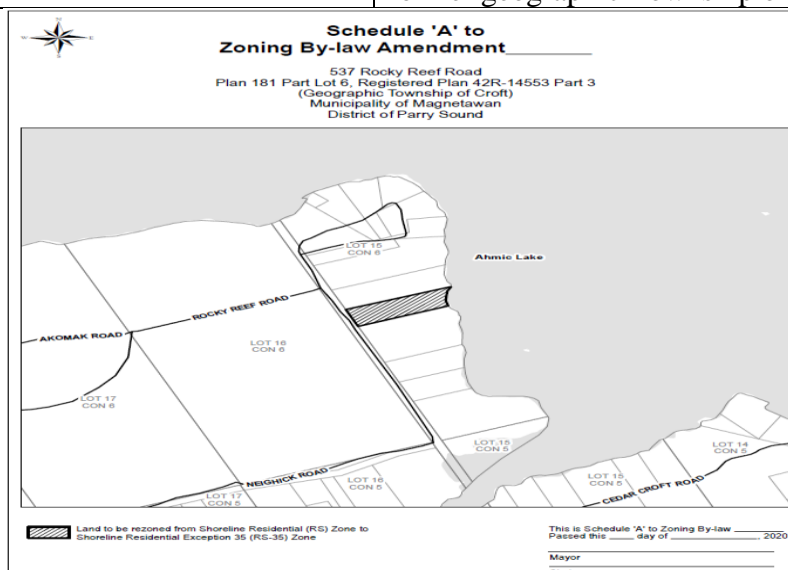 Schedule 'A' to
Zoning By-law Amendment_________
537 Rocky Reef Road
Plan 181 Part Lot 6, Registered Plan 42R-14553 Part 3
(Geographic Township of Croft)
Municipality of Magnetawan
District of Parry Sound
N
W E
S
LOT 15
CON 6
Ahmic Lake
ROCKY REEF ROAD
AKOMAK ROAD
LOT 16
CON 6
LOT 17
CON 6
LOT 15
CON 5
LOT 14
CON 5
NEIGHICK ROAD
LOT 16
CON 5
LOT 15
CON 5
LOT 17
CON 5
CEDAR CROFT ROAD
Land to be rezoned from Shoreline Residential (RS) Zone to
Shoreline Residential Exception 35 (RS-35) Zone
This is Schedule 'A' to Zoning By-law ________
Passed this ____ day of ______________, 2020
Mayor